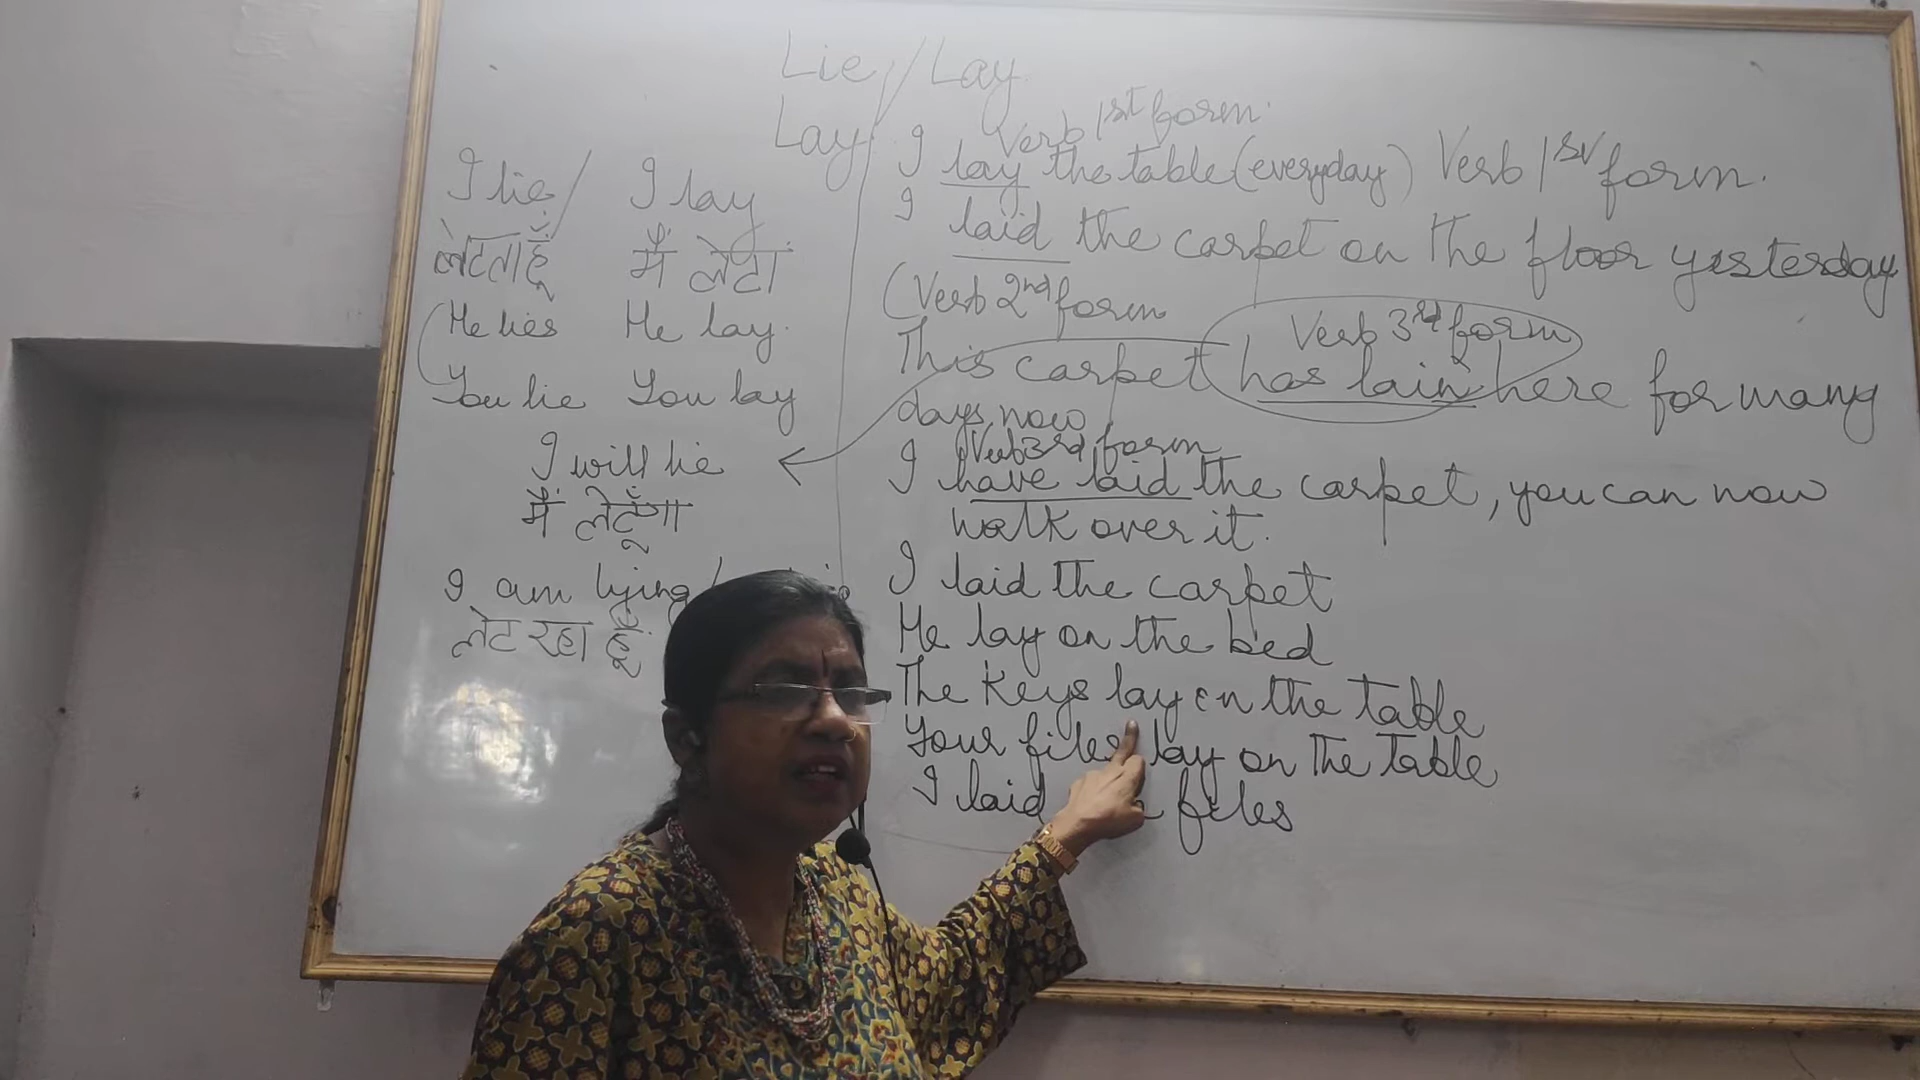 Lie / Lay
Lay
I lie / I lay
लेटता हूँ मैं लेटा
He lies He lay.
You lie You lay
I will lie
मैं लेटूँगा
I am lying
लेट रहा हूँ
Verb 1st form.
I lay the table (everyday) Verb 1st form.
I laid the carpet on the floor yesterday
(Verb 2nd form
Verb 3rd form
This carpet has lain here for many
days now
Verb 3rd form
I have laid the carpet, you can now
walk over it.
I laid the carpet
He lay on the bed
The Keys lay on the table
Your files lay on the table
I laid files